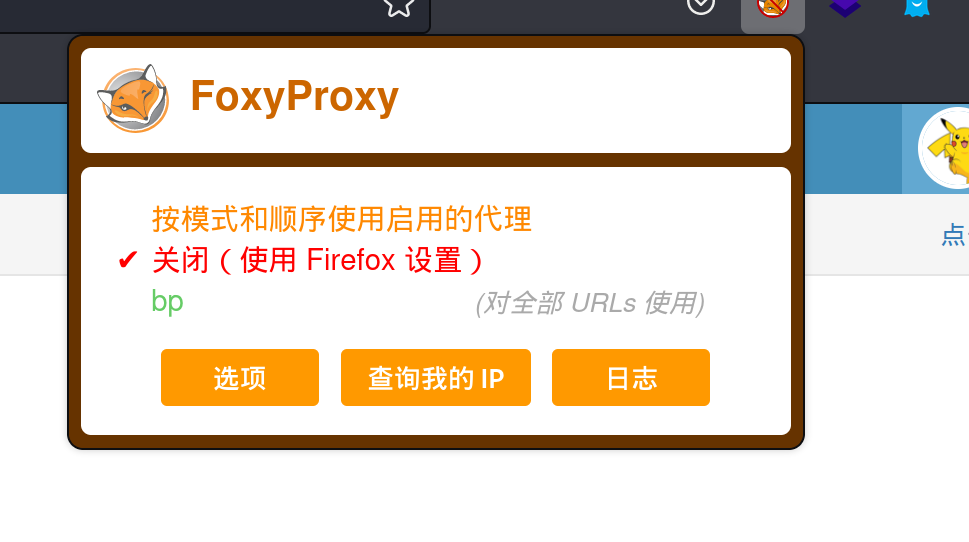 FoxyProxy
点
按模式和顺序使用启用的代理
✔ 关闭（使用 Firefox 设置）
bp (对全部 URLs 使用)
选项 查询我的 IP 日志